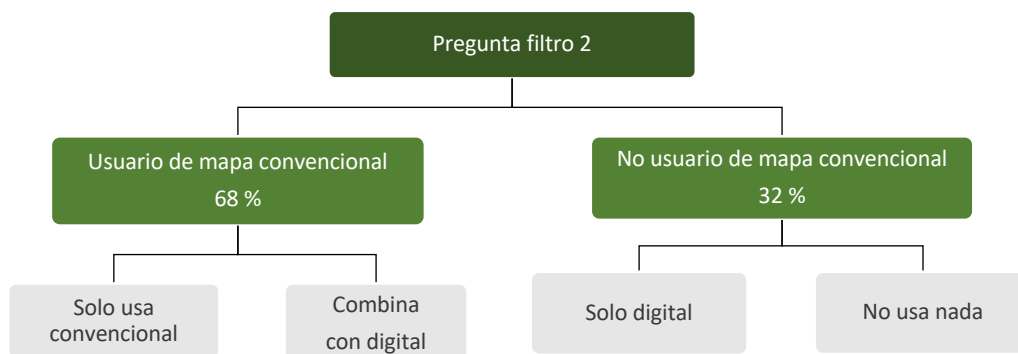 Pregunta filtro 2
Usuario de mapa convencional
68 %
No usuario de mapa convencional
32 %
Solo usa
convencional
Combina
con digital
Solo digital
No usa nada